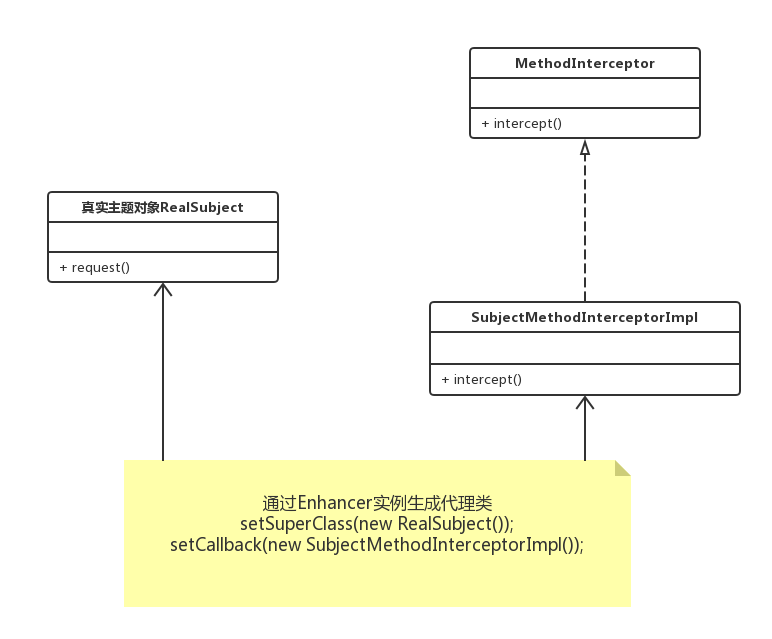 MethodInterceptor
+ intercept()
真实主题对象RealSubject
+ request()
SubjectMethodInterceptorImpl
+ intercept()
通过Enhancer实例生成代理类
setSuperClass(new RealSubject());
setCallback(new SubjectMethodInterceptorImpl());